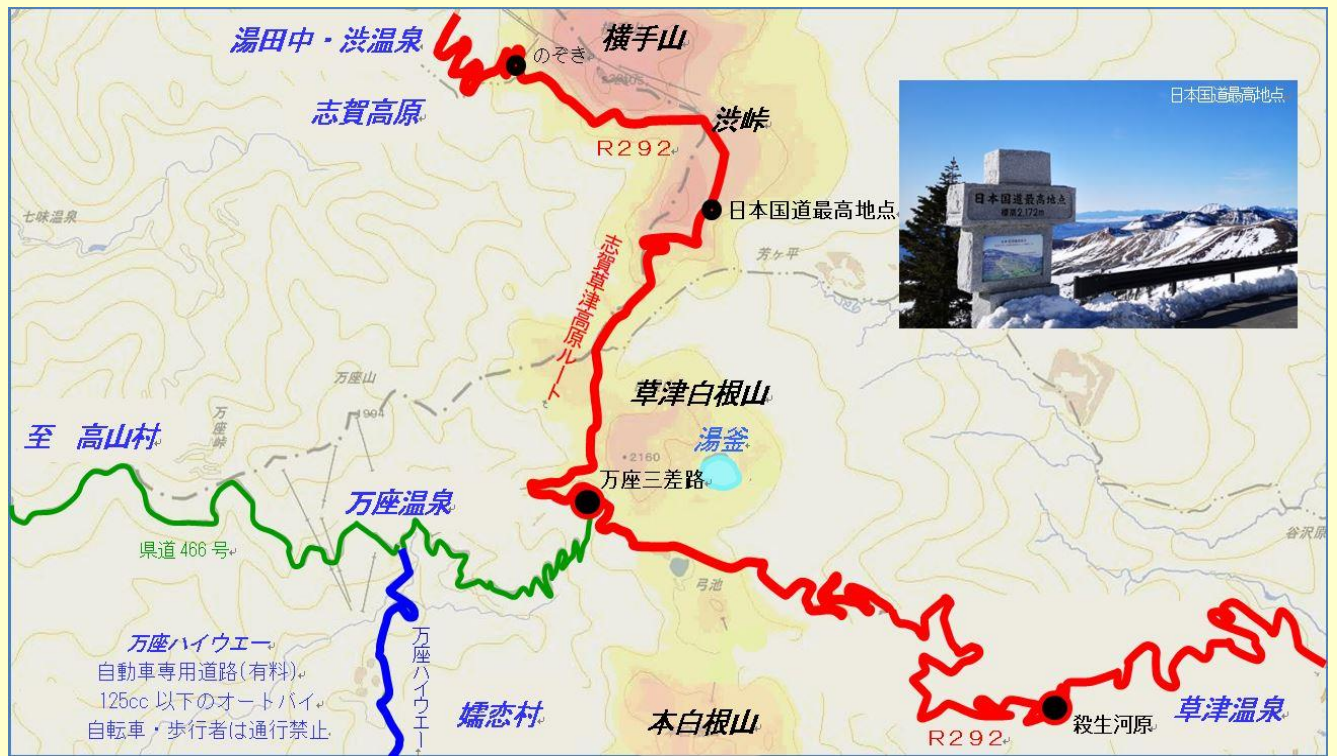 湯田中・渋温泉
のぞき
横手山
志賀高原
R292
渋峠
日本国道最高地点
日本国道最高地点
日本国道最高地点
標高2,172m
七味温泉
志賀草津高原ルート
芳ヶ平
万座山
1994
万座峠
草津白根山
湯釜
2160
至 高山村
万座三差路
万座温泉
県道466号
谷沢原
弓池
万座ハイウエー
自動車専用道路(有料)
125cc 以下のオートバイ
自転車・歩行者は通行禁止
万座ハイウエー
嬬恋村
本白根山
R292
殺生河原
草津温泉